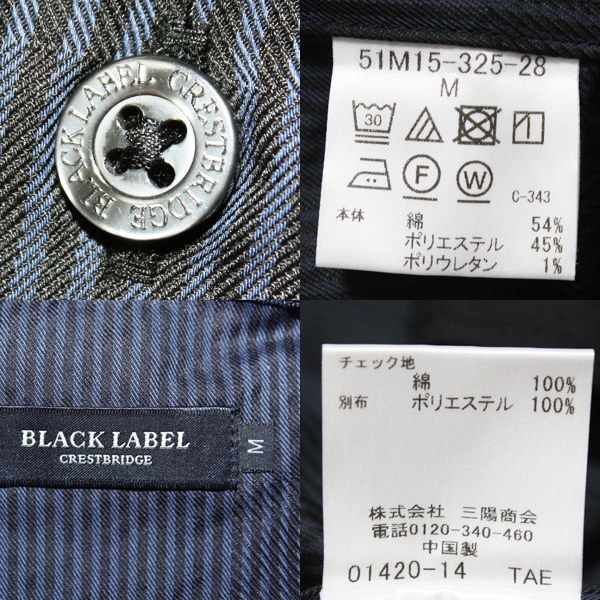 BLACK LABEL CRESTBRIDGE
51M15-325-28
M
30
1
F
W
C-343
本体 綿 54%
ポリエステル 45%
ポリウレタン 1%
BLACK LABEL
CRESTBRIDGE
M
チェック地
綿 100%
別布 ポリエステル 100%
株式会社 三陽商会
電話0120-340-460
中国製
01420-14 TAE